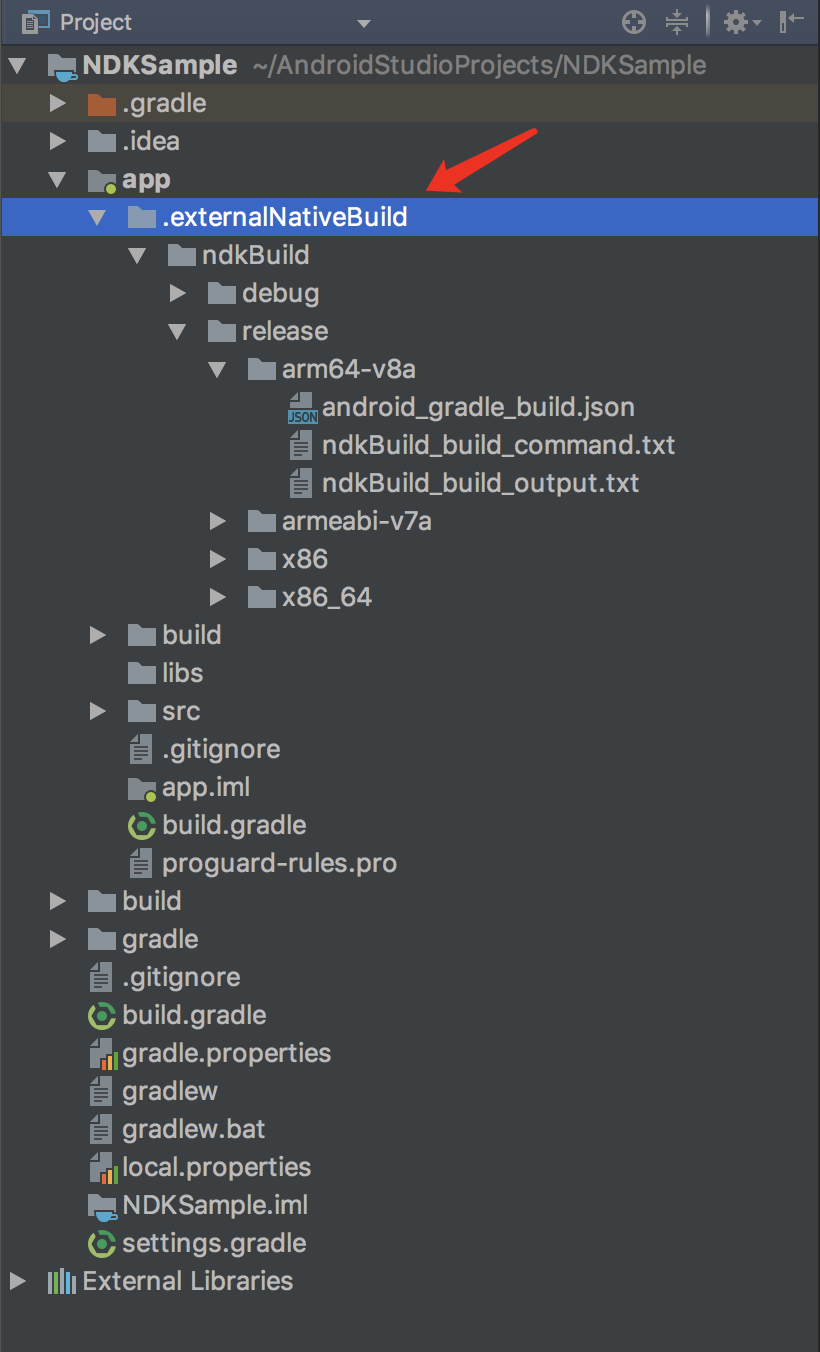 Project
NDKSample ~/AndroidStudioProjects/NDKSample
.gradle
.idea
app
.externalNativeBuild
ndkBuild
debug
release
arm64-v8a
JSON android_gradle_build.json
ndkBuild_build_command.txt
ndkBuild_build_output.txt
armeabi-v7a
x86
x86_64
build
libs
src
.gitignore
app.iml
build.gradle
proguard-rules.pro
build
gradle
.gitignore
build.gradle
gradle.properties
gradlew
gradlew.bat
local.properties
NDKSample.iml
settings.gradle
External Libraries